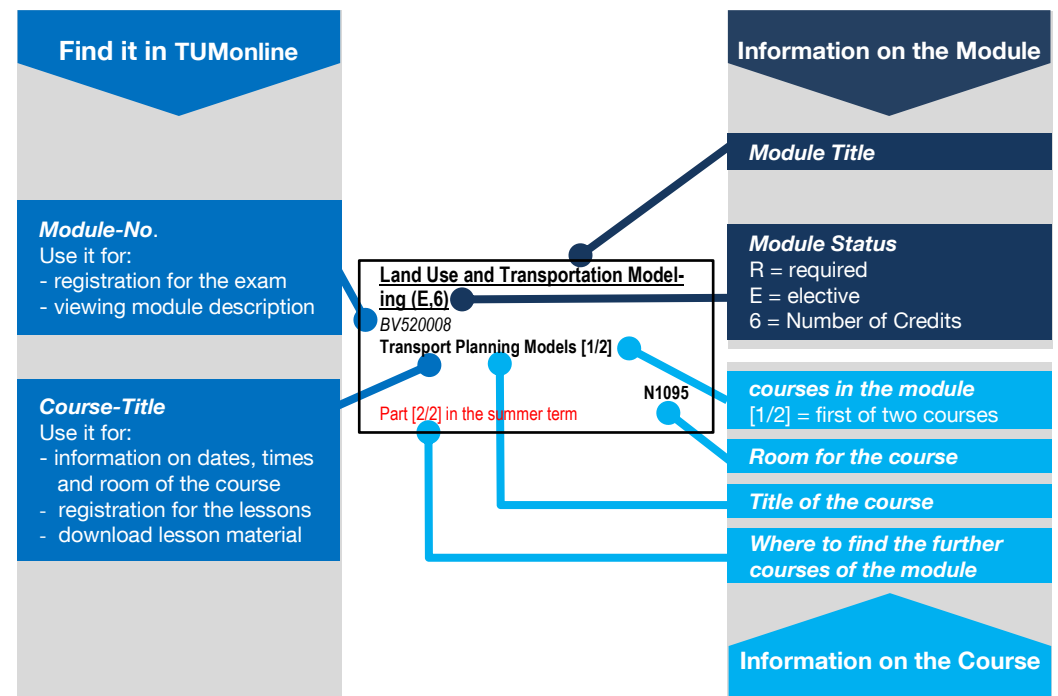 Find it in TUMonline
Module-No.
Use it for:
- registration for the exam
- viewing module description
Course-Title
Use it for:
- information on dates, times
and room of the course
- registration for the lessons
- download lesson material
Land Use and Transportation Model-
ing (E,6)
BV520008
Transport Planning Models [1/2]
N1095
Part [2/2] in the summer term
Information on the Module
Module Title
Module Status
R = required
E = elective
6 = Number of Credits
courses in the module
[1/2] = first of two courses
Room for the course
Title of the course
Where to find the further
courses of the module
Information on the Course